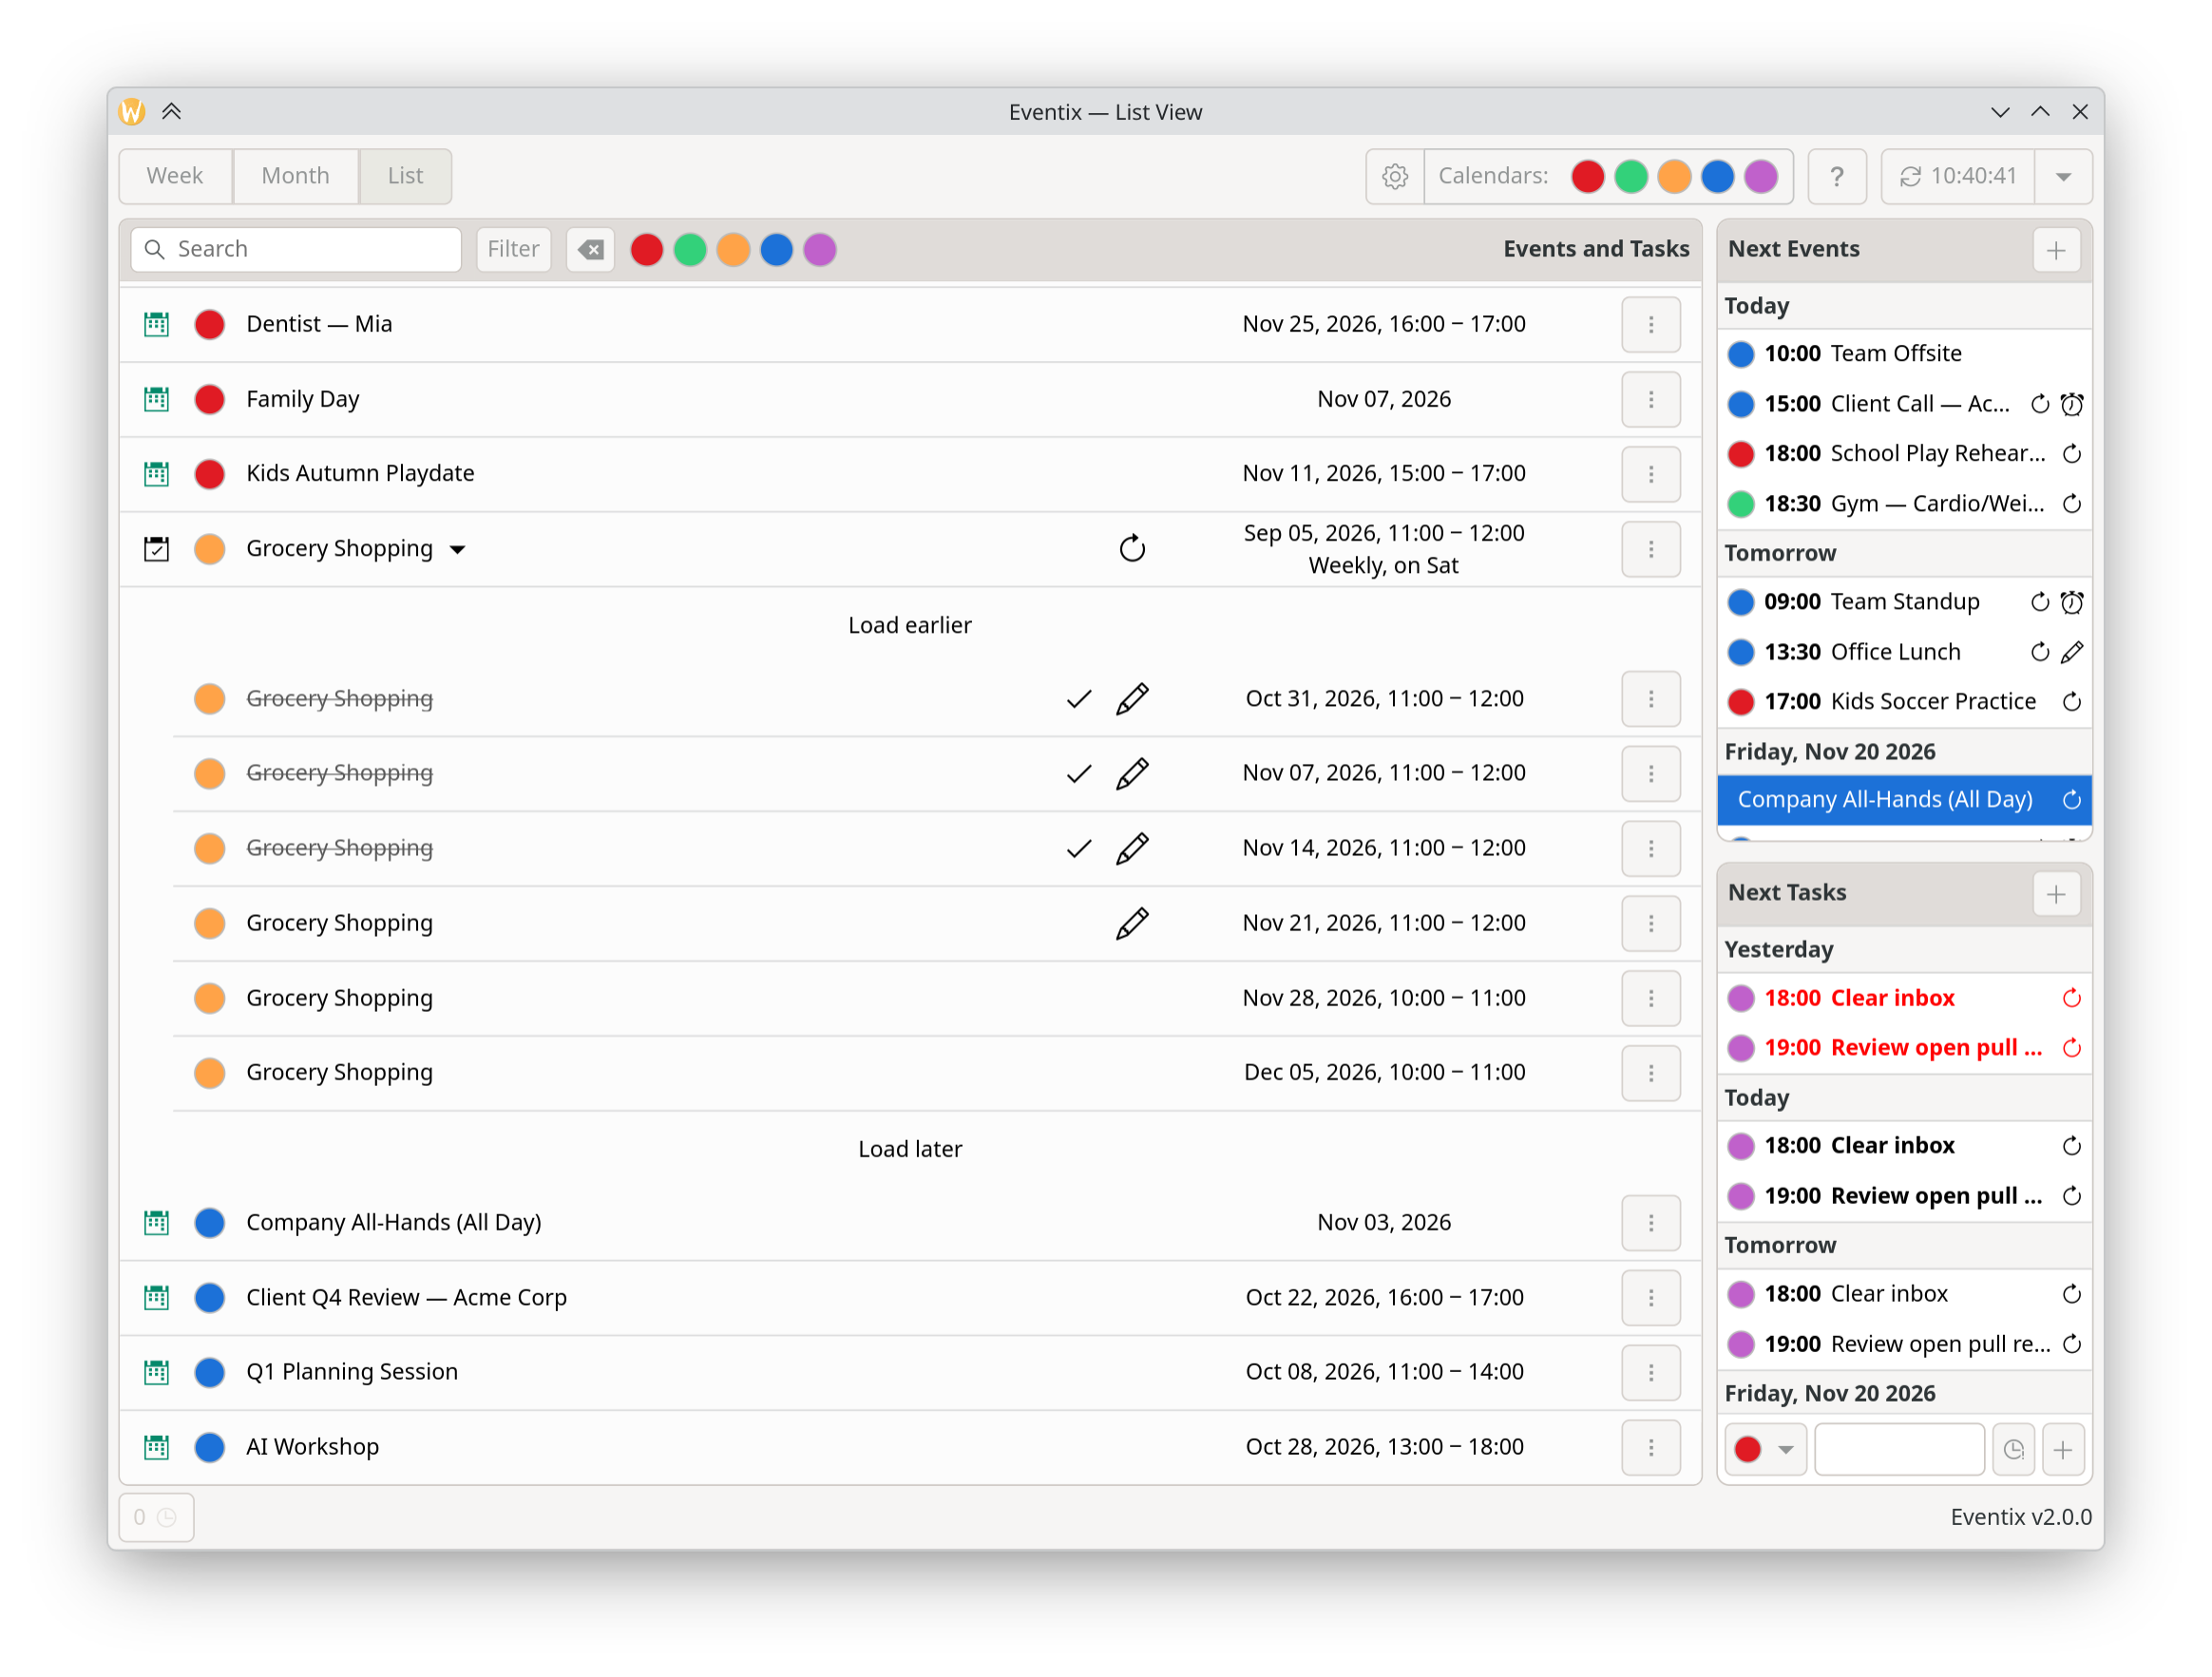 Eventix — List View
Week Month List
Calendars: ? 10:40:41
Search Filter Events and Tasks
Dentist — Mia Nov 25, 2026, 16:00 – 17:00
Family Day Nov 07, 2026
Kids Autumn Playdate Nov 11, 2026, 15:00 – 17:00
Grocery Shopping Sep 05, 2026, 11:00 – 12:00
Weekly, on Sat
Load earlier
Grocery Shopping Oct 31, 2026, 11:00 – 12:00
Grocery Shopping Nov 07, 2026, 11:00 – 12:00
Grocery Shopping Nov 14, 2026, 11:00 – 12:00
Grocery Shopping Nov 21, 2026, 11:00 – 12:00
Grocery Shopping Nov 28, 2026, 10:00 – 11:00
Grocery Shopping Dec 05, 2026, 10:00 – 11:00
Load later
Company All-Hands (All Day) Nov 03, 2026
Client Q4 Review — Acme Corp Oct 22, 2026, 16:00 – 17:00
Q1 Planning Session Oct 08, 2026, 11:00 – 14:00
AI Workshop Oct 28, 2026, 13:00 – 18:00
Next Events
Today
10:00 Team Offsite
15:00 Client Call — Ac...
18:00 School Play Rehear...
18:30 Gym — Cardio/Wei...
Tomorrow
09:00 Team Standup
13:30 Office Lunch
17:00 Kids Soccer Practice
Friday, Nov 20 2026
Company All-Hands (All Day)
Next Tasks
Yesterday
18:00 Clear inbox
19:00 Review open pull ...
Today
18:00 Clear inbox
19:00 Review open pull ...
Tomorrow
18:00 Clear inbox
19:00 Review open pull re...
Friday, Nov 20 2026
0
Eventix v2.0.0